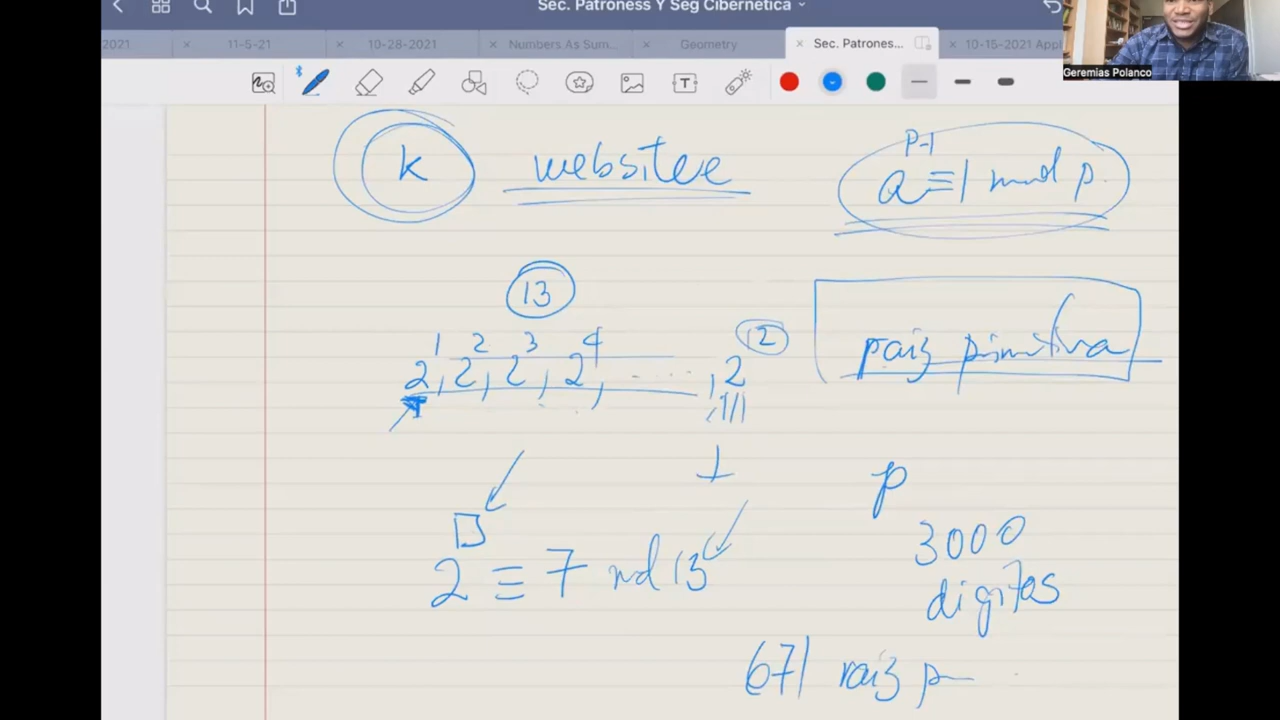 Sec. Patroness Y Seg Cibernetica
2021
11-5-21
10-28-2021
Numbers As Sum...
Geometry
Sec. Patrones...
10-15-2021 Appl
Geremias Polanco
T
k websitee
a^{p-1} ≡ 1 mod p.
13
2^1, 2^2, 2^3, 2^4, ..... , 2^12
raiz primitiva
1
2^□ ≡ 7 md 13
p
3000
digitos
671 raiz p